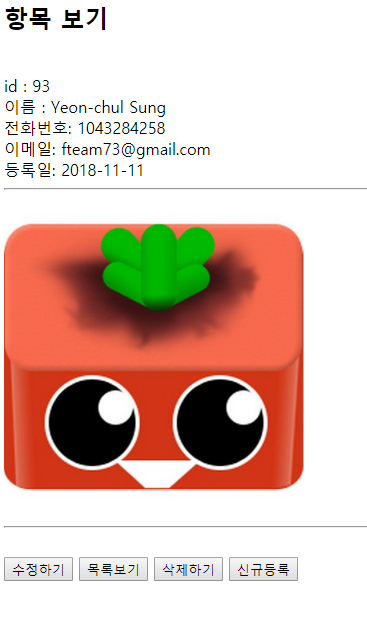 항목 보기
id : 93
이름 : Yeon-chul Sung
전화번호: 1043284258
이메일: fteam73@gmail.com
등록일: 2018-11-11
수정하기 목록보기 삭제하기 신규등록